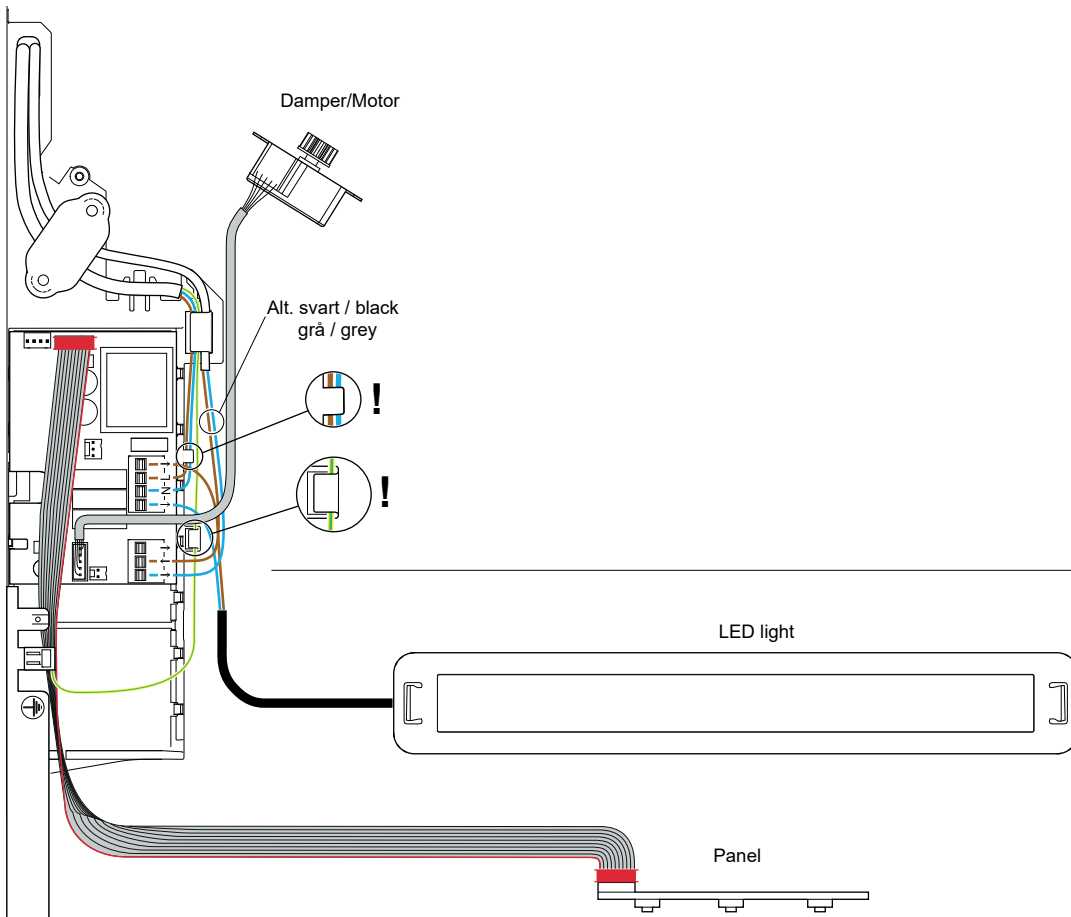 Damper/Motor
Alt. svart / black
grå / grey
!
!
L
N
LED light
Panel